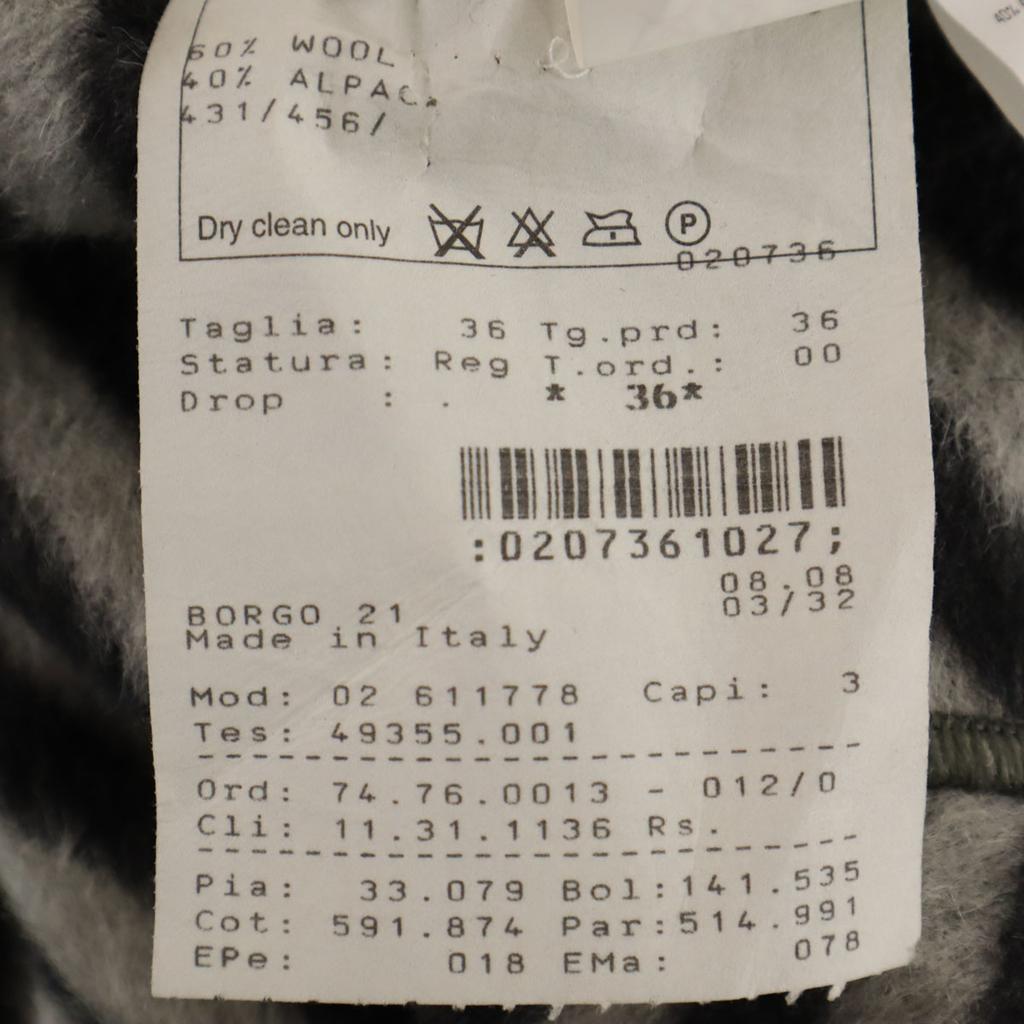 60% WOOL
40% ALPACA
431/456/
Dry clean only
P
020736
Taglia: 36 Tg.prd: 36
Statura: Reg T.ord.: 00
Drop : . * 36*
:0207361027;
08.08
03/32
BORGO 21
Made in Italy
Mod: 02 611778 Capi: 3
Tes: 49355.001
Ord: 74.76.0013 - 012/0
Cli: 11.31.1136 Rs.
Pia: 33.079 Bol:141.535
Cot: 591.874 Par:514.991
EPe: 018 EMa: 078
40%